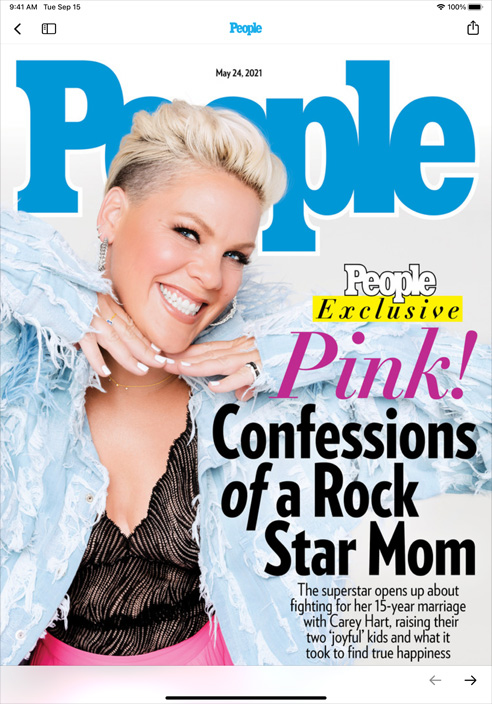 9:41 AM Tue Sep 15
100%
People
May 24, 2021
People
People
Exclusive
Pink!
Confessions
of a Rock
Star Mom
The superstar opens up about
fighting for her 15-year marriage
with Carey Hart, raising their
two ‘joyful’ kids and what it
took to find true happiness